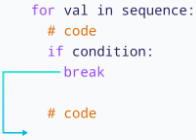 for val in sequence:
# code
if condition:
break
# code